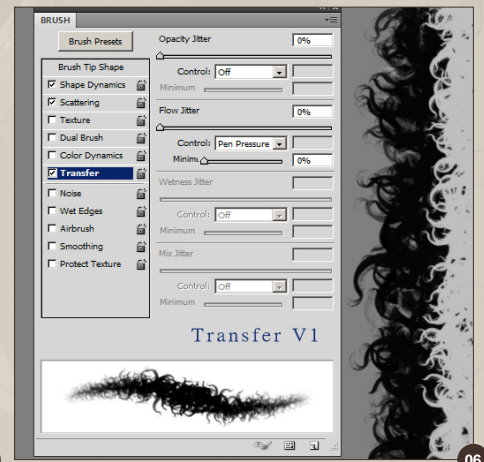 BRUSH
Brush Presets
Brush Tip Shape
Shape Dynamics
Scattering
Texture
Dual Brush
Color Dynamics
Transfer
Noise
Wet Edges
Airbrush
Smoothing
Protect Texture
Opacity Jitter 0%
Control: Off
Minimum
Flow Jitter 0%
Control: Pen Pressure
Minimu 0%
Wetness Jitter
Control: Off
Minimum
Mix Jitter
Control: Off
Minimum
Transfer V1
06